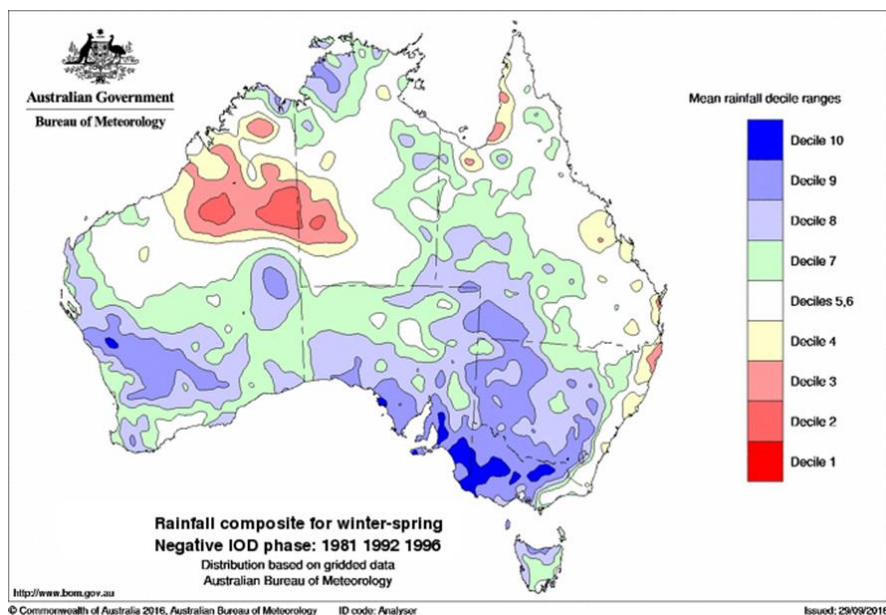 Australian Government
Bureau of Meteorology
Mean rainfall decile ranges
Decile 10
Decile 9
Decile 8
Decile 7
Deciles 5,6
Decile 4
Decile 3
Decile 2
Decile 1
Rainfall composite for winter-spring
Negative IOD phase: 1981 1992 1996
Distribution based on gridded data
Australian Bureau of Meteorology
http://www.bom.gov.au
© Commonwealth of Australia 2016, Australian Bureau of Meteorology ID code: Analyser Issued: 29/09/2016